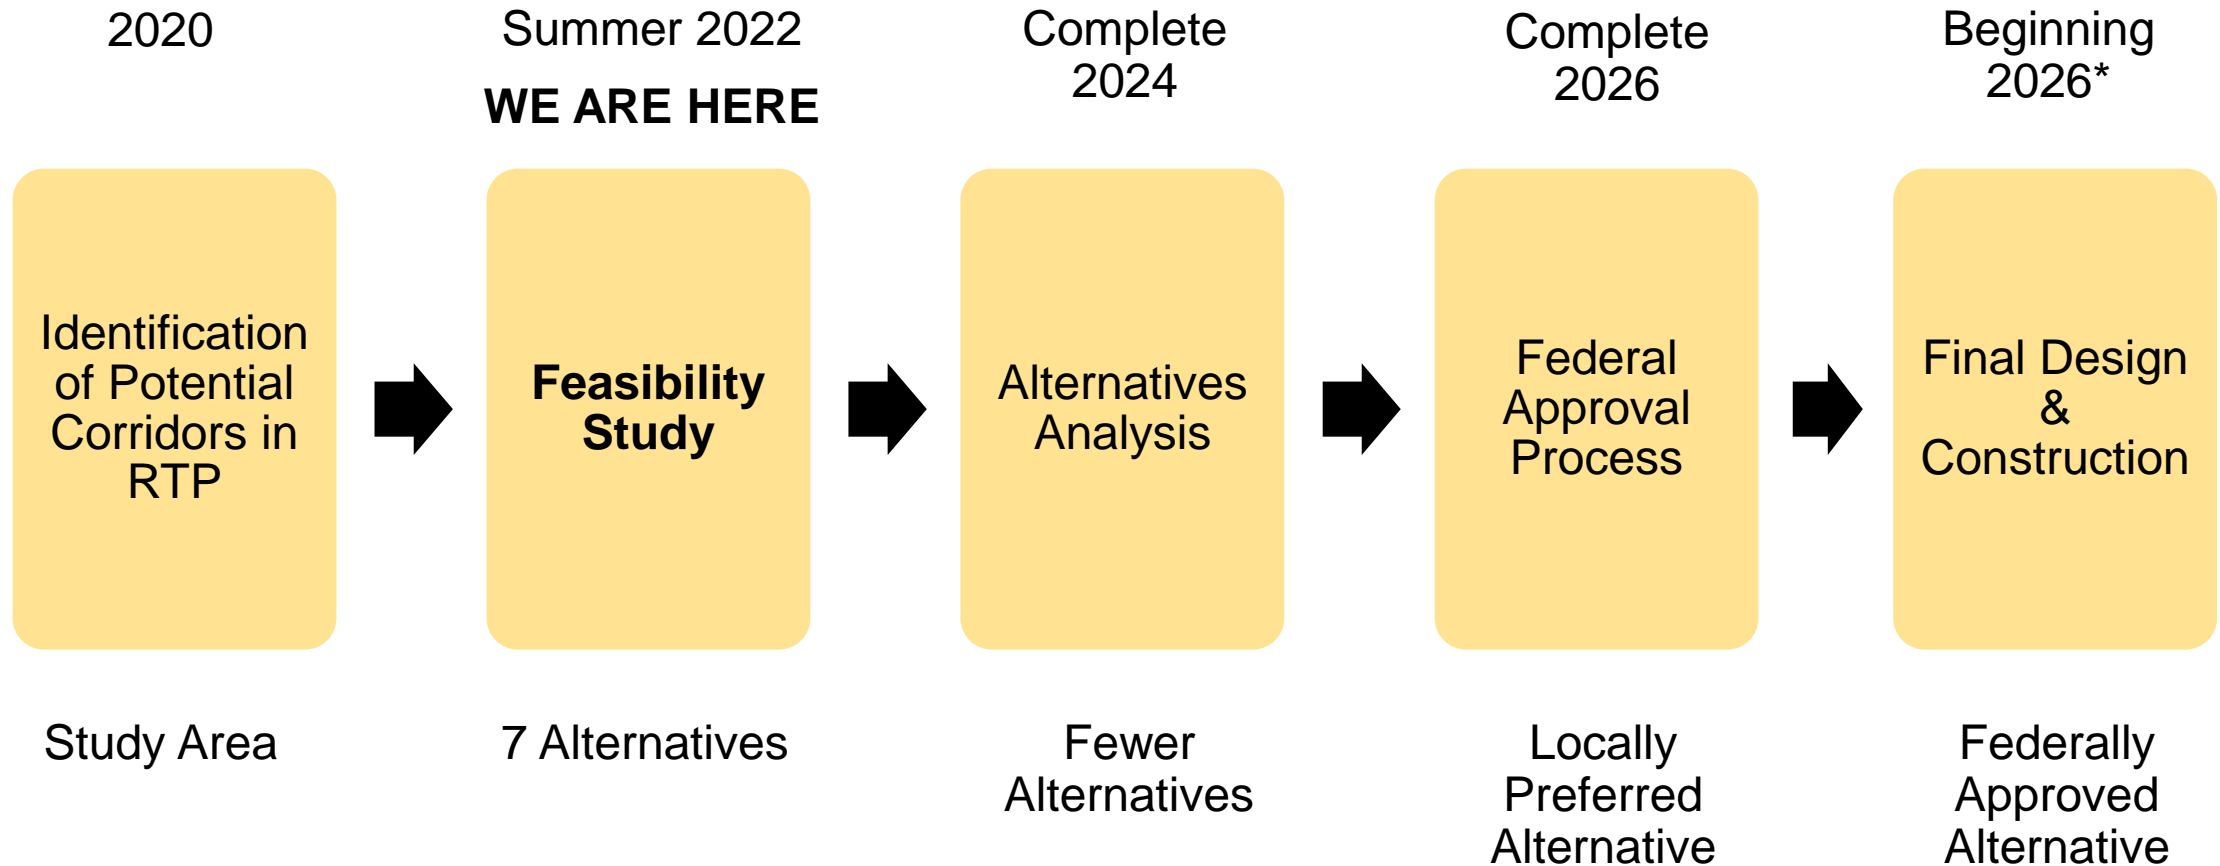 2020
Summer 2022
WE ARE HERE
Complete
2024
Complete
2026
Beginning
2026*
Identification
of Potential
Corridors in
RTP
Feasibility
Study
Alternatives
Analysis
Federal
Approval
Process
Final Design
&
Construction
Study Area
7 Alternatives
Fewer
Alternatives
Locally
Preferred
Alternative
Federally
Approved
Alternative